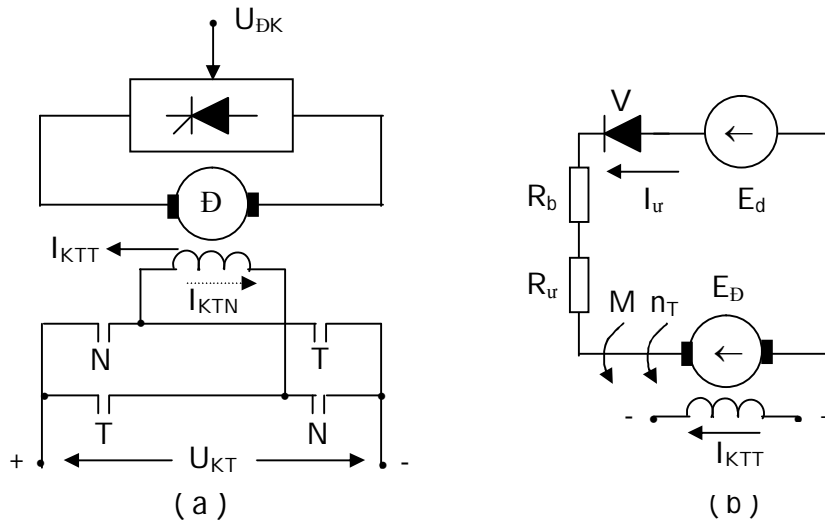 UĐK
Đ
IKTT
IKTN
N
T
T
N
+
UKT
-
( a )
V
Rb
Iư
Ed
Rư
M
nT
EĐ
-
-
IKTT
( b )